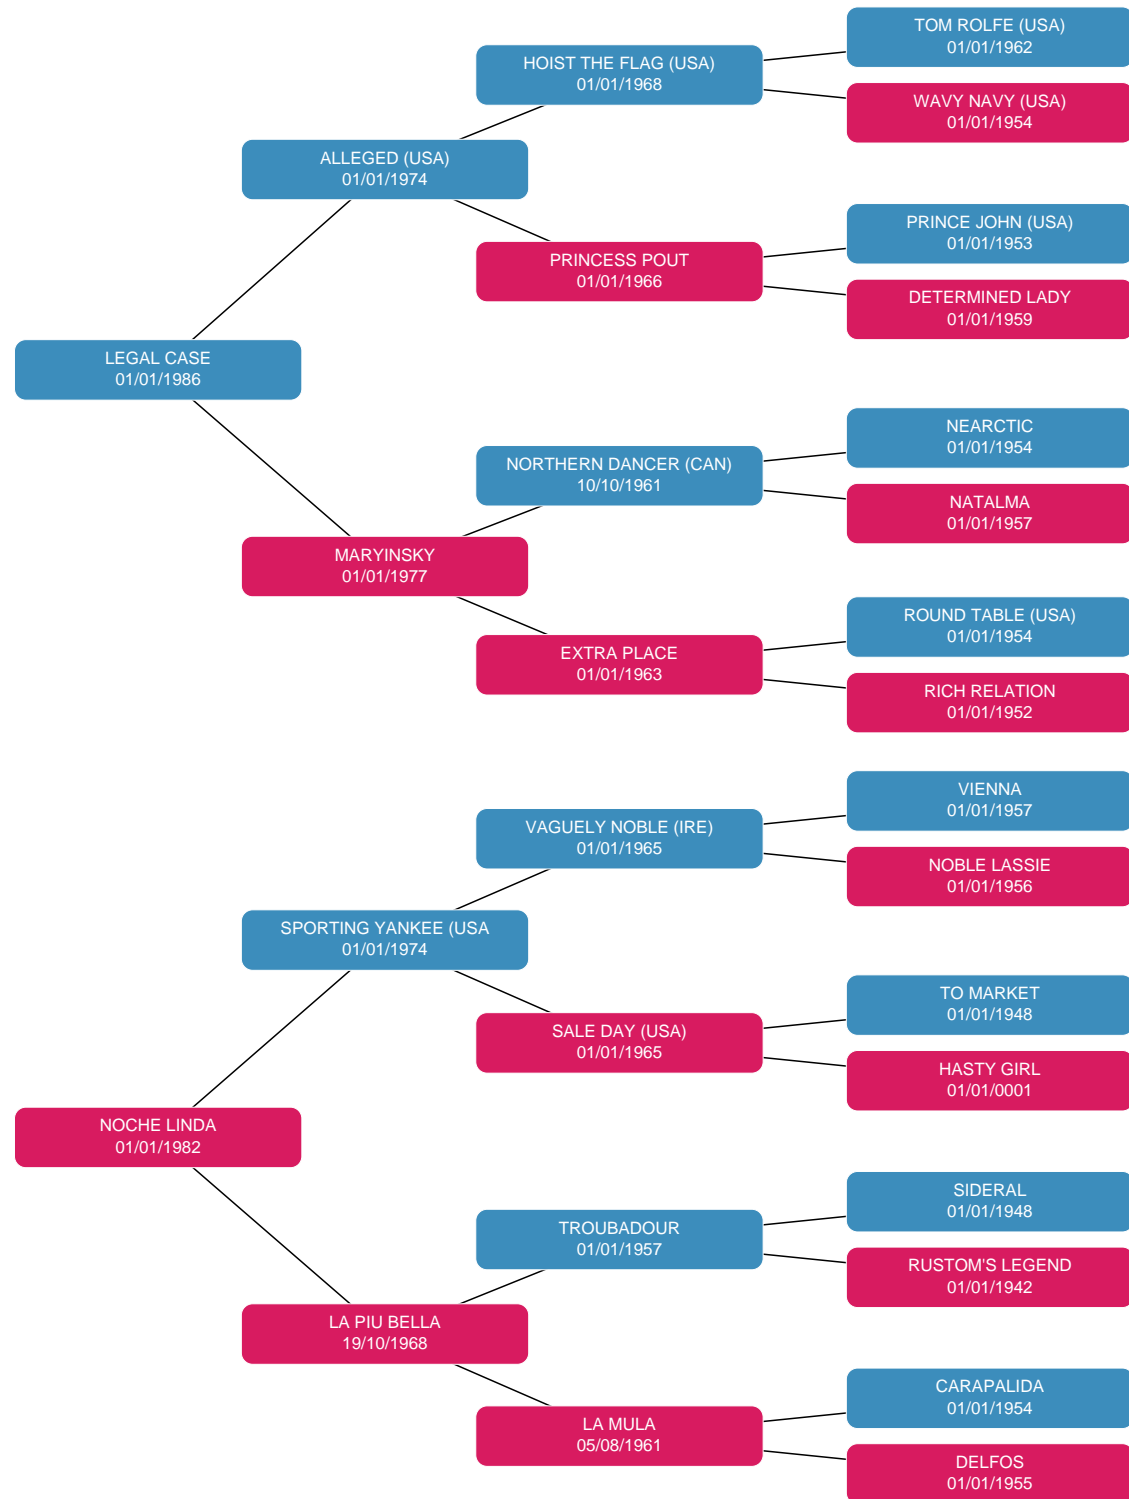 TOM ROLFE (USA)
01/01/1962
HOIST THE FLAG (USA)
01/01/1968
WAVY NAVY (USA)
01/01/1954
ALLEGED (USA)
01/01/1974
PRINCE JOHN (USA)
01/01/1953
PRINCESS POUT
01/01/1966
DETERMINED LADY
01/01/1959
LEGAL CASE
01/01/1986
NEARCTIC
01/01/1954
NORTHERN DANCER (CAN)
10/10/1961
NATALMA
01/01/1957
MARYINSKY
01/01/1977
ROUND TABLE (USA)
01/01/1954
EXTRA PLACE
01/01/1963
RICH RELATION
01/01/1952
VIENNA
01/01/1957
VAGUELY NOBLE (IRE)
01/01/1965
NOBLE LASSIE
01/01/1956
SPORTING YANKEE (USA
01/01/1974
TO MARKET
01/01/1948
SALE DAY (USA)
01/01/1965
HASTY GIRL
01/01/0001
NOCHE LINDA
01/01/1982
SIDERAL
01/01/1948
TROUBADOUR
01/01/1957
RUSTOM'S LEGEND
01/01/1942
LA PIU BELLA
19/10/1968
CARAPALIDA
01/01/1954
LA MULA
05/08/1961
DELFOS
01/01/1955